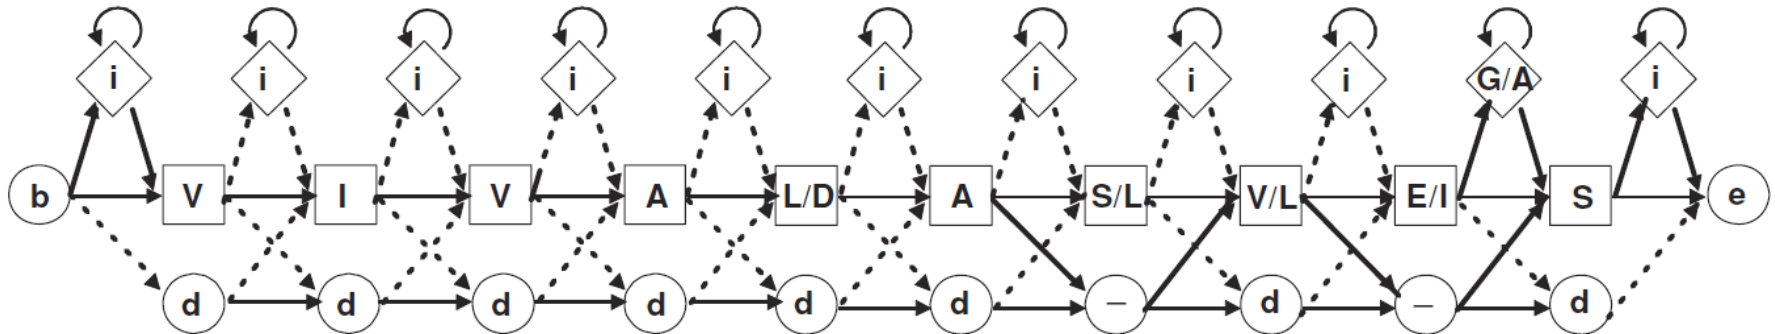 i i i i i i i i i G/A i
b V I V A L/D A S/L V/L E/I S e
d d d d d d – d – d